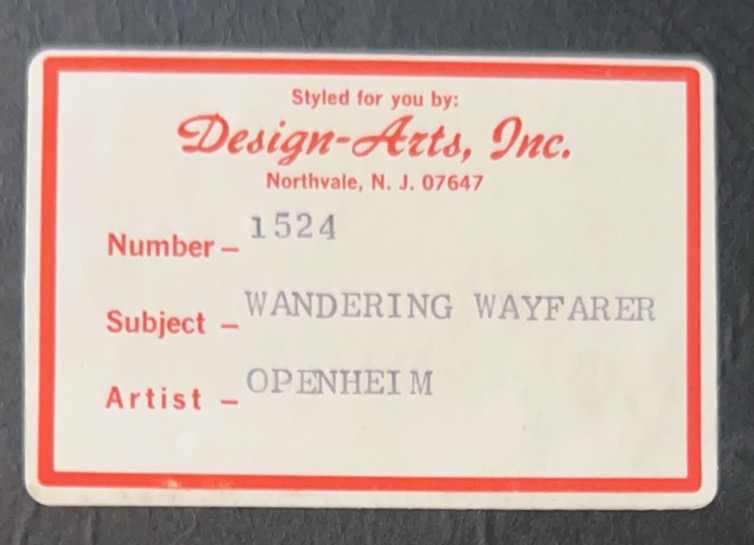 Styled for you by:
Design-Arts, Inc.
Northvale, N. J. 07647
Number – 1524
Subject – WANDERING WAYFARER
Artist – OPENHEIM